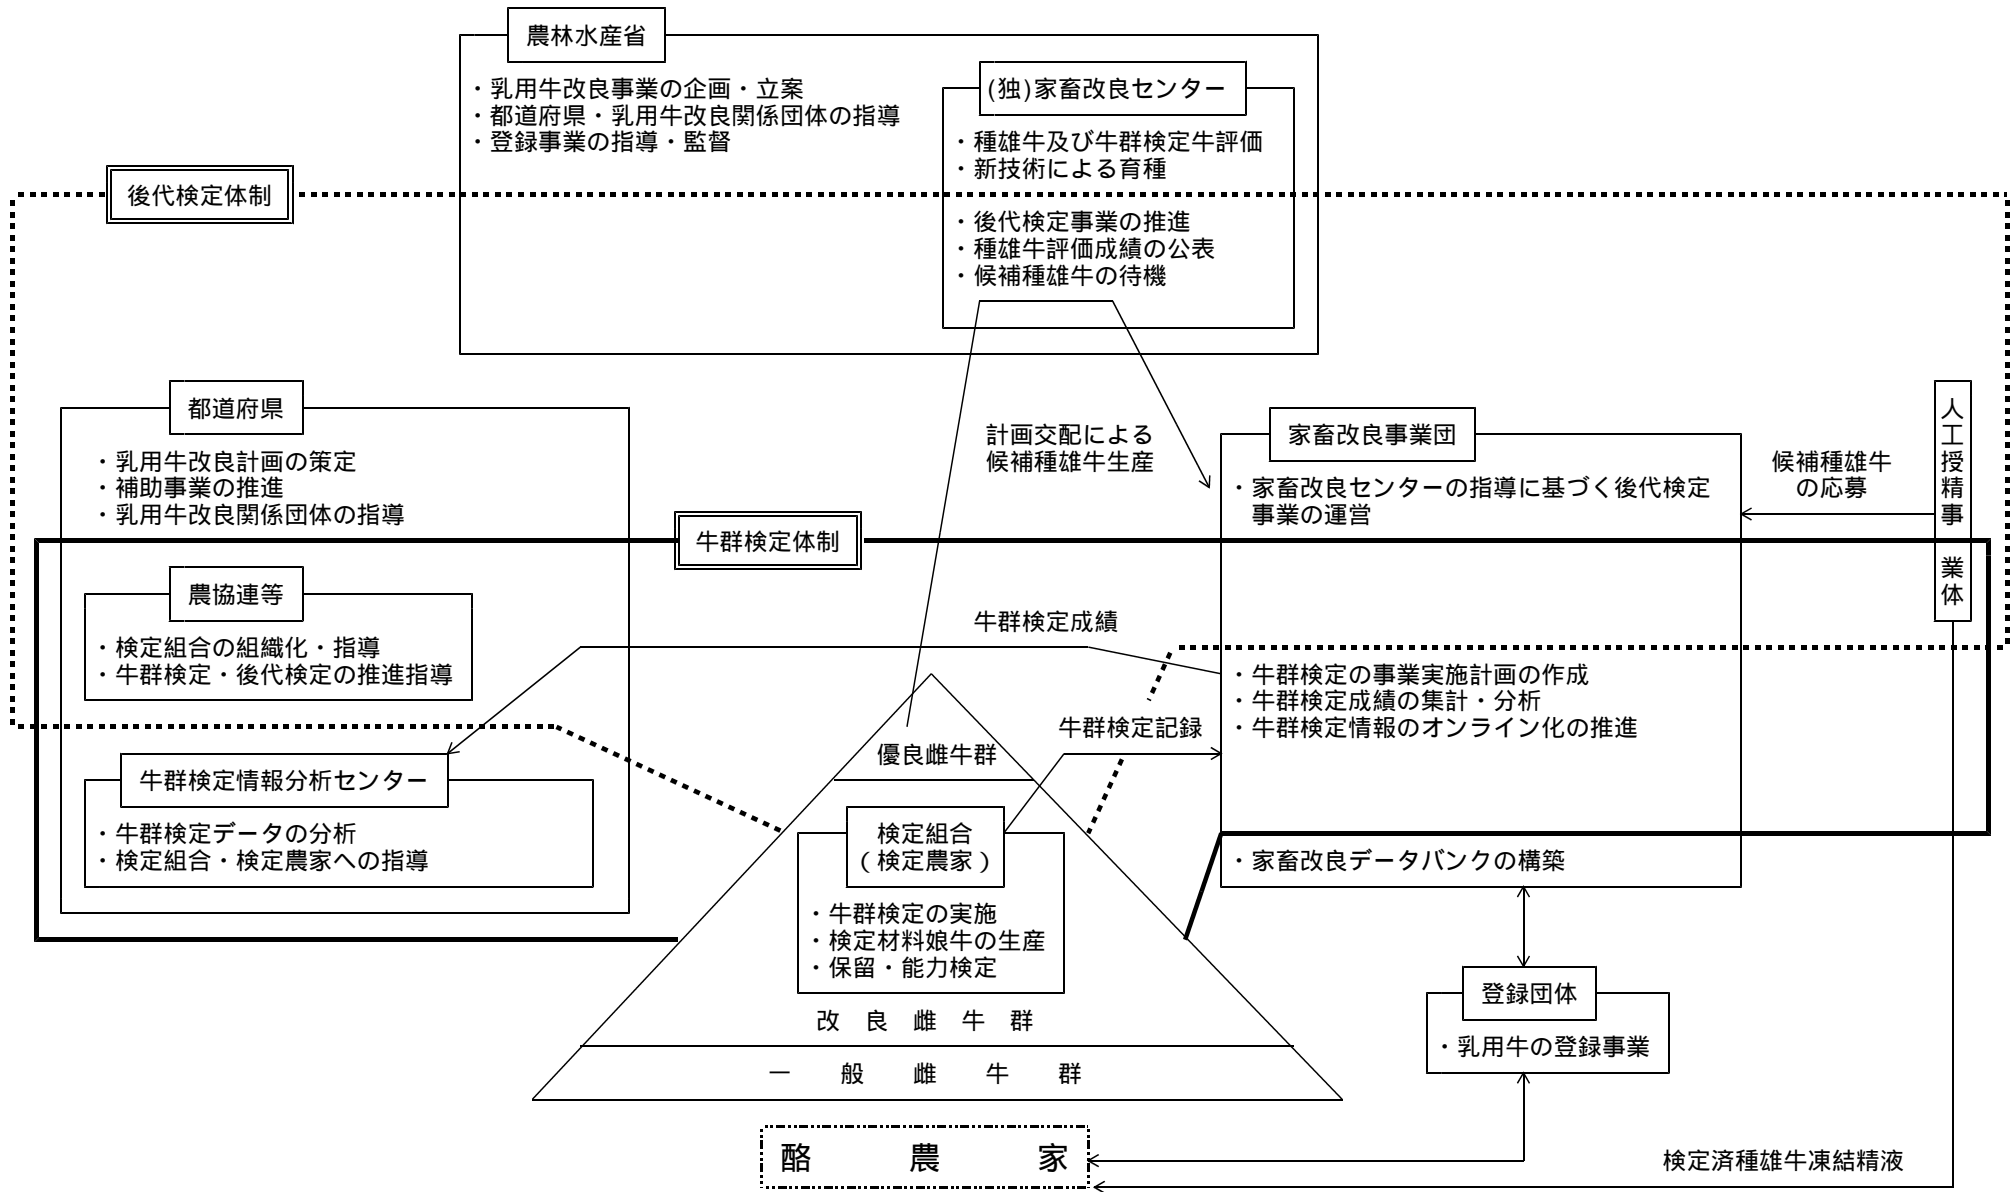 農林水産省
・乳用牛改良事業の企画・立案
・都道府県・乳用牛改良関係団体の指導
・登録事業の指導・監督
(独)家畜改良センター
・種雄牛及び牛群検定牛評価
・新技術による育種
・後代検定事業の推進
・種雄牛評価成績の公表
・候補種雄牛の待機
後代検定体制
都道府県
・乳用牛改良計画の策定
・補助事業の推進
・乳用牛改良関係団体の指導
計画交配による
候補種雄牛生産
家畜改良事業団
・家畜改良センターの指導に基づく後代検定
事業の運営
候補種雄牛
の応募
人工授精事業体
牛群検定体制
農協連等
・検定組合の組織化・指導
・牛群検定・後代検定の推進指導
牛群検定成績
・牛群検定の事業実施計画の作成
・牛群検定成績の集計・分析
・牛群検定情報のオンライン化の推進
牛群検定記録
優良雌牛群
牛群検定情報分析センター
・牛群検定データの分析
・検定組合・検定農家への指導
検定組合
（検定農家）
・牛群検定の実施
・検定材料娘牛の生産
・保留・能力検定
・家畜改良データバンクの構築
改良雌牛群
一般雌牛群
登録団体
・乳用牛の登録事業
酪農家
検定済種雄牛凍結精液